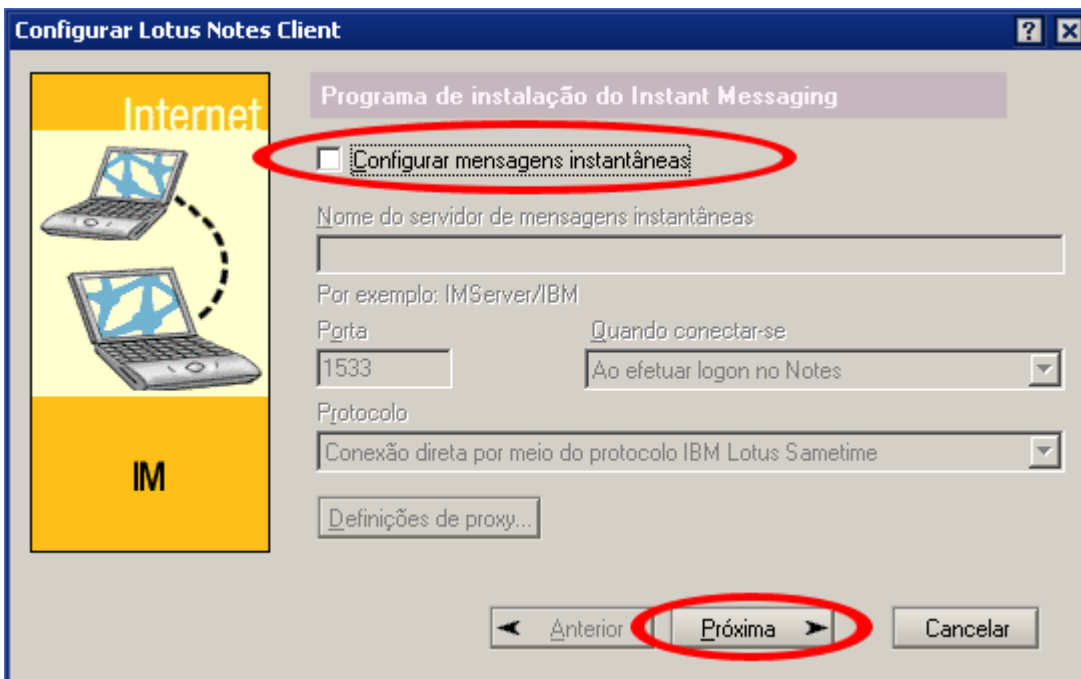 Configurar Lotus Notes Client
Internet
Programa de instalação do Instant Messaging
Configurar mensagens instantâneas
Nome do servidor de mensagens instantâneas
Por exemplo: IMServer/IBM
Porta
Quando conectar-se
1533
Ao efetuar logon no Notes
Protocolo
Conexão direta por meio do protocolo IBM Lotus Sametime
IM
Definições de proxy...
Anterior
Próxima
Cancelar